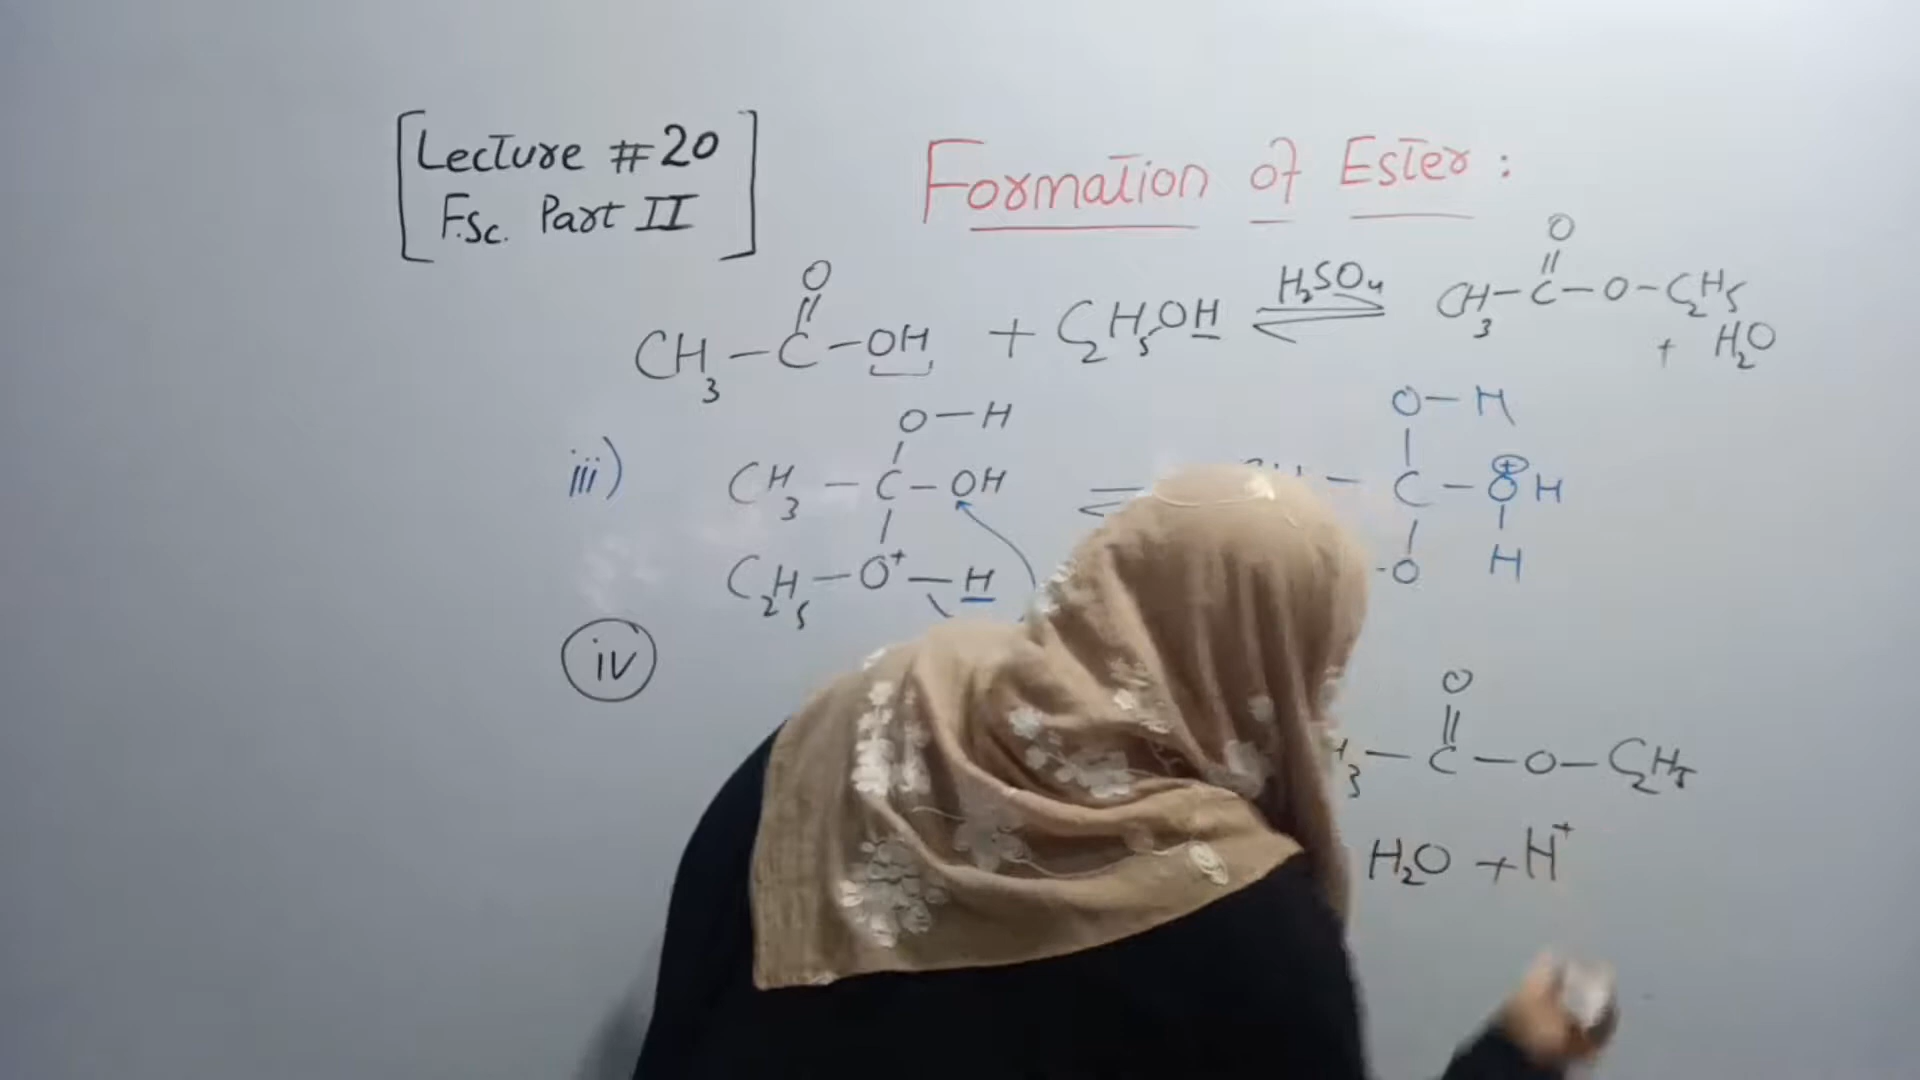 Lecture #20
F.Sc. Part II
Formation of Ester :
O
CH3 — C — OH + C2H5OH
H2SO4
O
CH3 — C — O — C2H5
+ H2O
iii)
O — H
CH3 — C — OH
C2H5 — O+ — H
O — H
— C — O H
+
- O
H
iv
O
3 — C — O — C2H5
H2O + H+